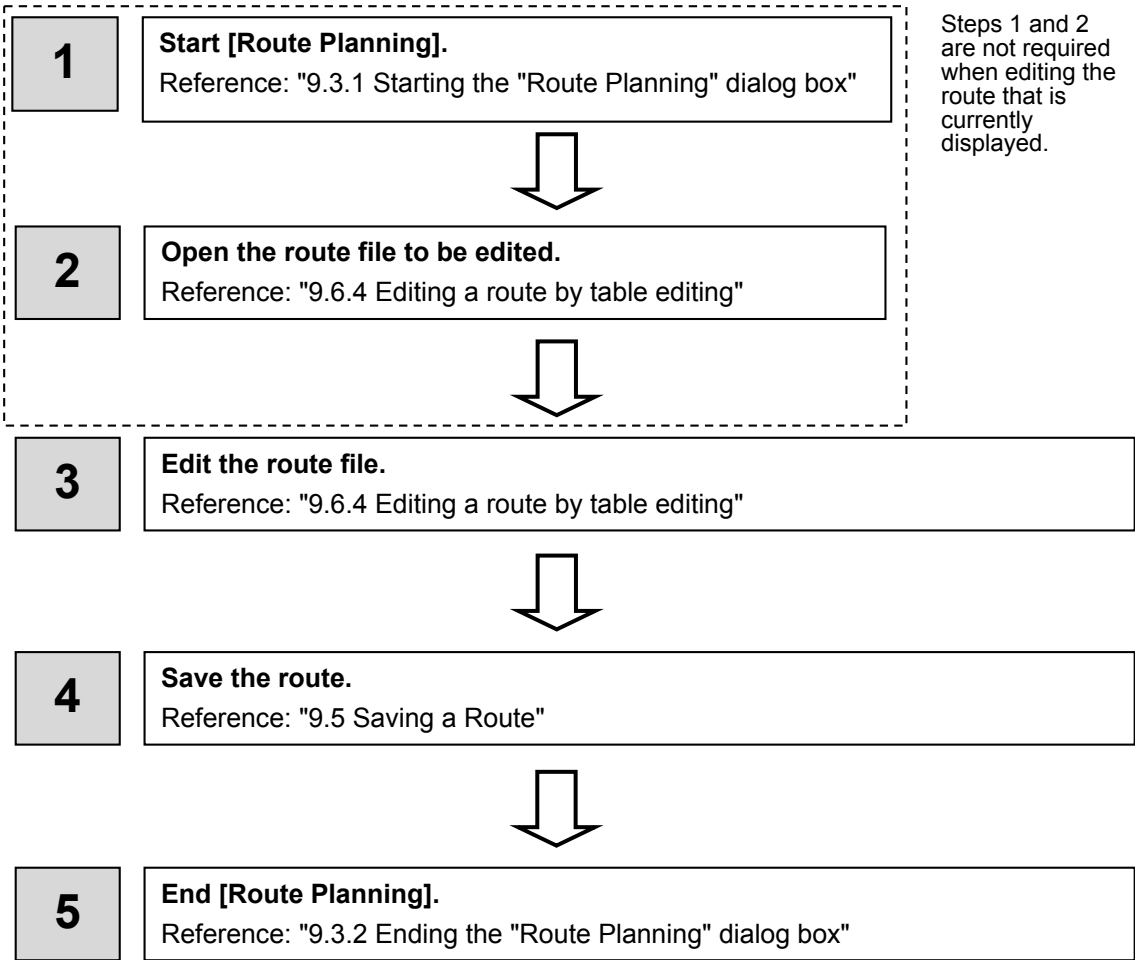 1
Start [Route Planning].
Reference: "9.3.1 Starting the "Route Planning" dialog box"
Steps 1 and 2
are not required
when editing the
route that is
currently
displayed.
2
Open the route file to be edited.
Reference: "9.6.4 Editing a route by table editing"
3
Edit the route file.
Reference: "9.6.4 Editing a route by table editing"
4
Save the route.
Reference: "9.5 Saving a Route"
5
End [Route Planning].
Reference: "9.3.2 Ending the "Route Planning" dialog box"